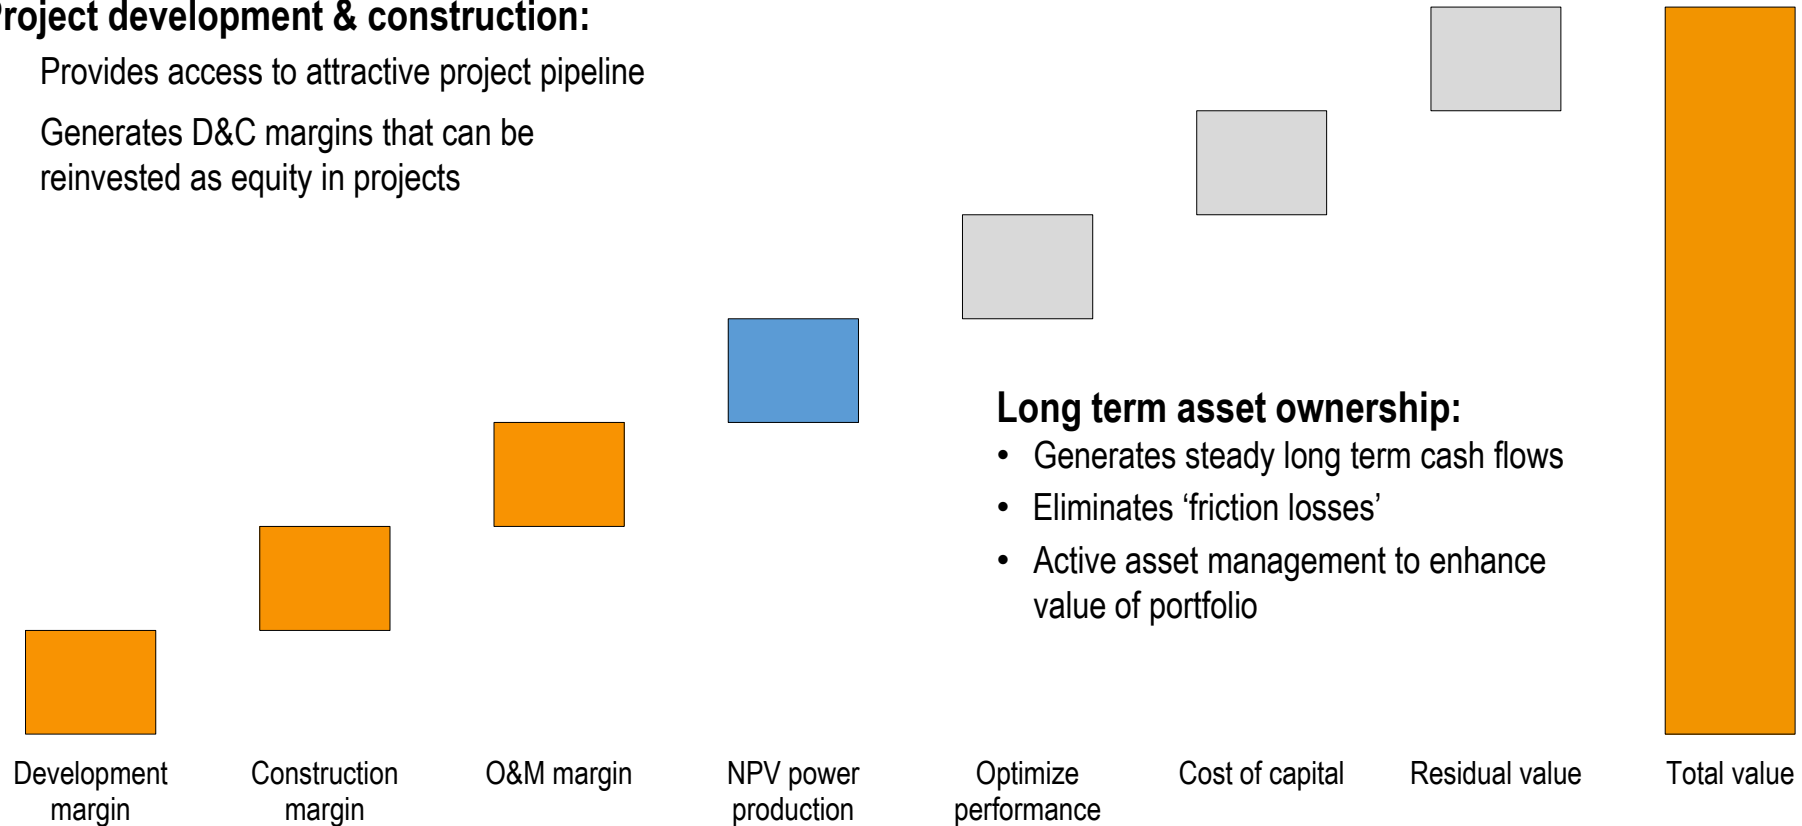 Project development & construction:
Provides access to attractive project pipeline
Generates D&C margins that can be
reinvested as equity in projects
Long term asset ownership:
• Generates steady long term cash flows
• Eliminates ‘friction losses’
• Active asset management to enhance
value of portfolio
Development
margin
Construction
margin
O&M margin
NPV power
production
Optimize
performance
Cost of capital
Residual value
Total value